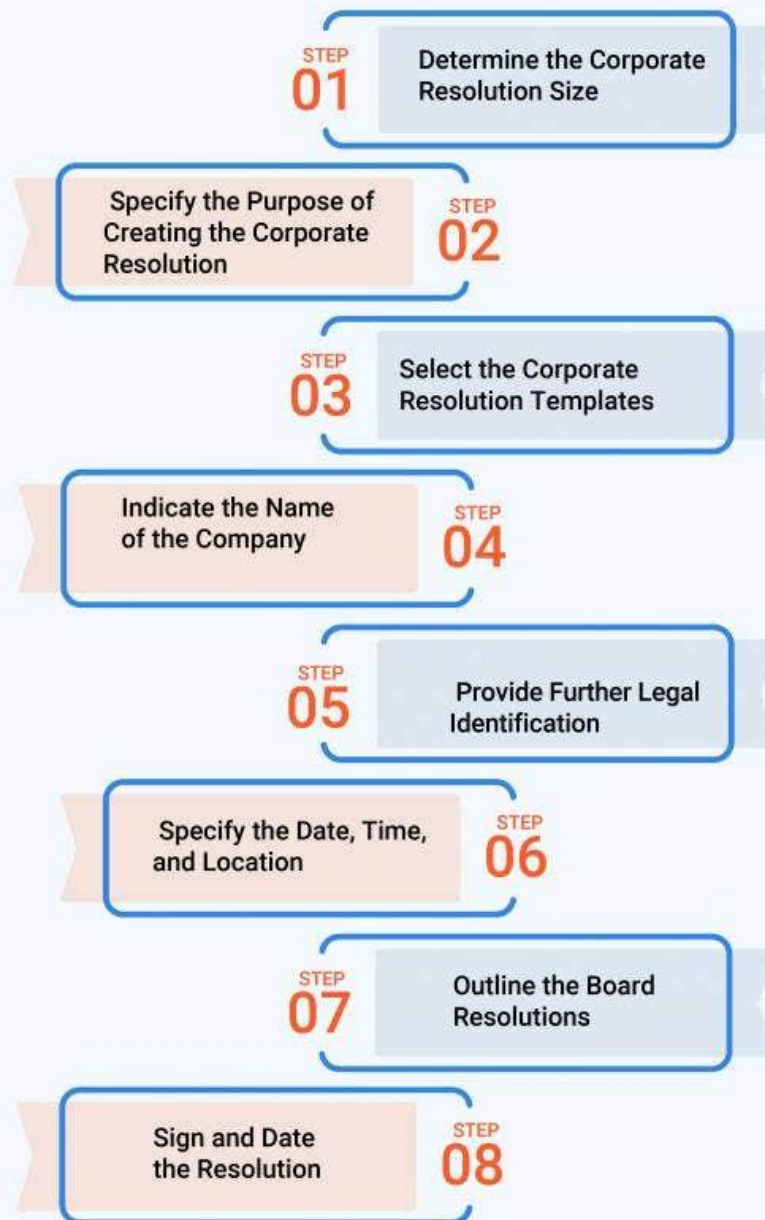 STEP
01
Determine the Corporate
Resolution Size
Specify the Purpose of
Creating the Corporate
Resolution
STEP
02
STEP
03
Select the Corporate
Resolution Templates
Indicate the Name
of the Company
STEP
04
STEP
05
Provide Further Legal
Identification
Specify the Date, Time,
and Location
STEP
06
STEP
07
Outline the Board
Resolutions
Sign and Date
the Resolution
STEP
08